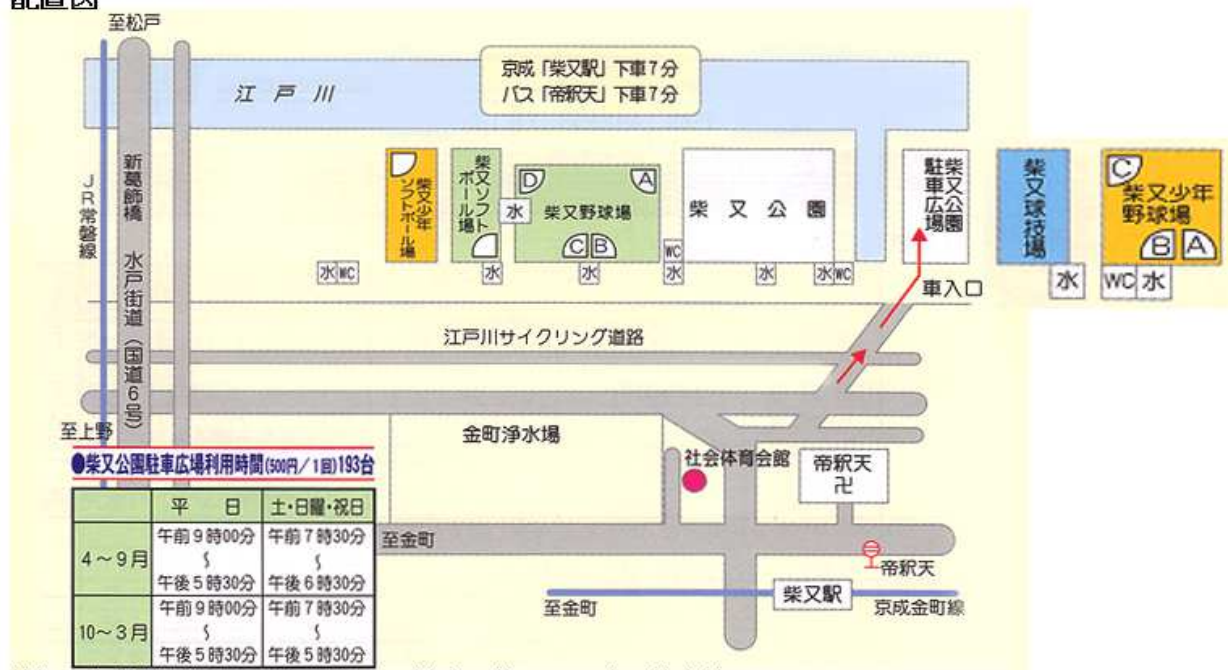 配置図
至松戸
京成「柴又駅」下車7分
バス「帝釈天」下車7分
江戸川
JR常磐線
新葛飾橋 水戸街道(国道6号)
柴又少年
ソフトボール場
柴又ソフト
ボール場
水
D
A
柴又野球場
C B
柴又公園
柴又公園
駐車広場
柴又球技場
C
柴又少年
野球場
B A
水 WC
水
水
WC
水
水
水 WC
水
WC 水
車入口
江戸川サイクリング道路
至上野
金町浄水場
社会体育会館
帝釈天
卍
●柴又公園駐車広場利用時間(500円/1回)193台
平 日 土・日曜・祝日
4~9月 午前9時00分 午前7時30分
~ ~
午後5時30分 午後6時30分
10~3月 午前9時00分 午前7時30分
~ ~
午後5時30分 午後5時30分
至金町
帝釈天
至金町
柴又駅
京成金町線